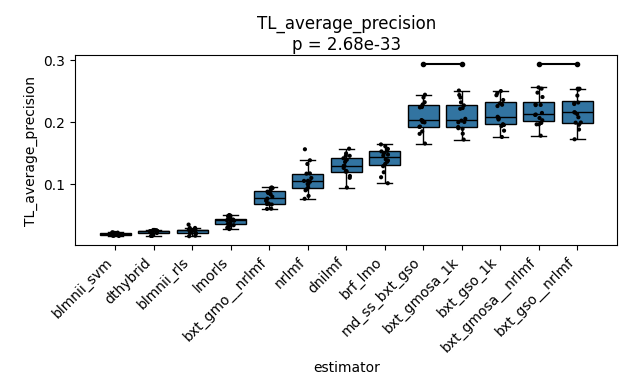 TL_average_precision
p = 2.68e-33
TL_average_precision
0.3
0.2
0.1
blmnii_svm
dthybrid
blmnii_rls
lmorls
bxt_gmo__nrlmf
nrlmf
dnilmf
brf_lmo
md_ss_bxt_gso
bxt_gmosa_1k
bxt_gso_1k
bxt_gmosa__nrlmf
bxt_gso__nrlmf
estimator